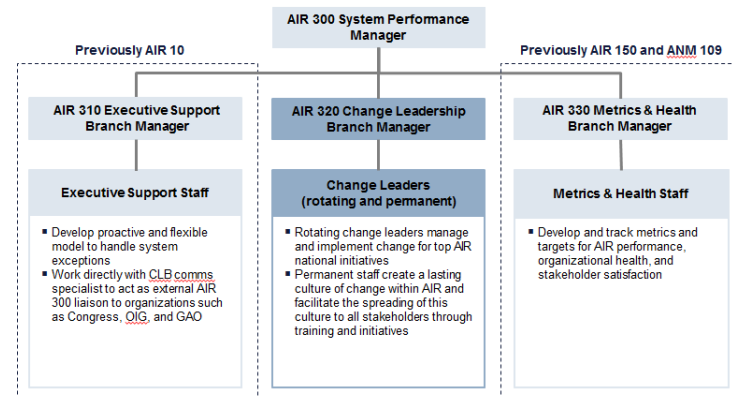 AIR 300 System Performance
Manager
Previously AIR 10
Previously AIR 150 and ANM 109
AIR 310 Executive Support
Branch Manager
AIR 320 Change Leadership
Branch Manager
AIR 330 Metrics & Health
Branch Manager
Executive Support Staff
▪ Develop proactive and flexible
model to handle system
exceptions
▪ Work directly with CLB comms
specialist to act as external AIR
300 liaison to organizations such
as Congress, OIG, and GAO
Change Leaders
(rotating and permanent)
▪ Rotating change leaders manage
and implement change for top AIR
national initiatives
▪ Permanent staff create a lasting
culture of change within AIR and
facilitate the spreading of this
culture to all stakeholders through
training and initiatives
Metrics & Health Staff
▪ Develop and track metrics and
targets for AIR performance,
organizational health, and
stakeholder satisfaction